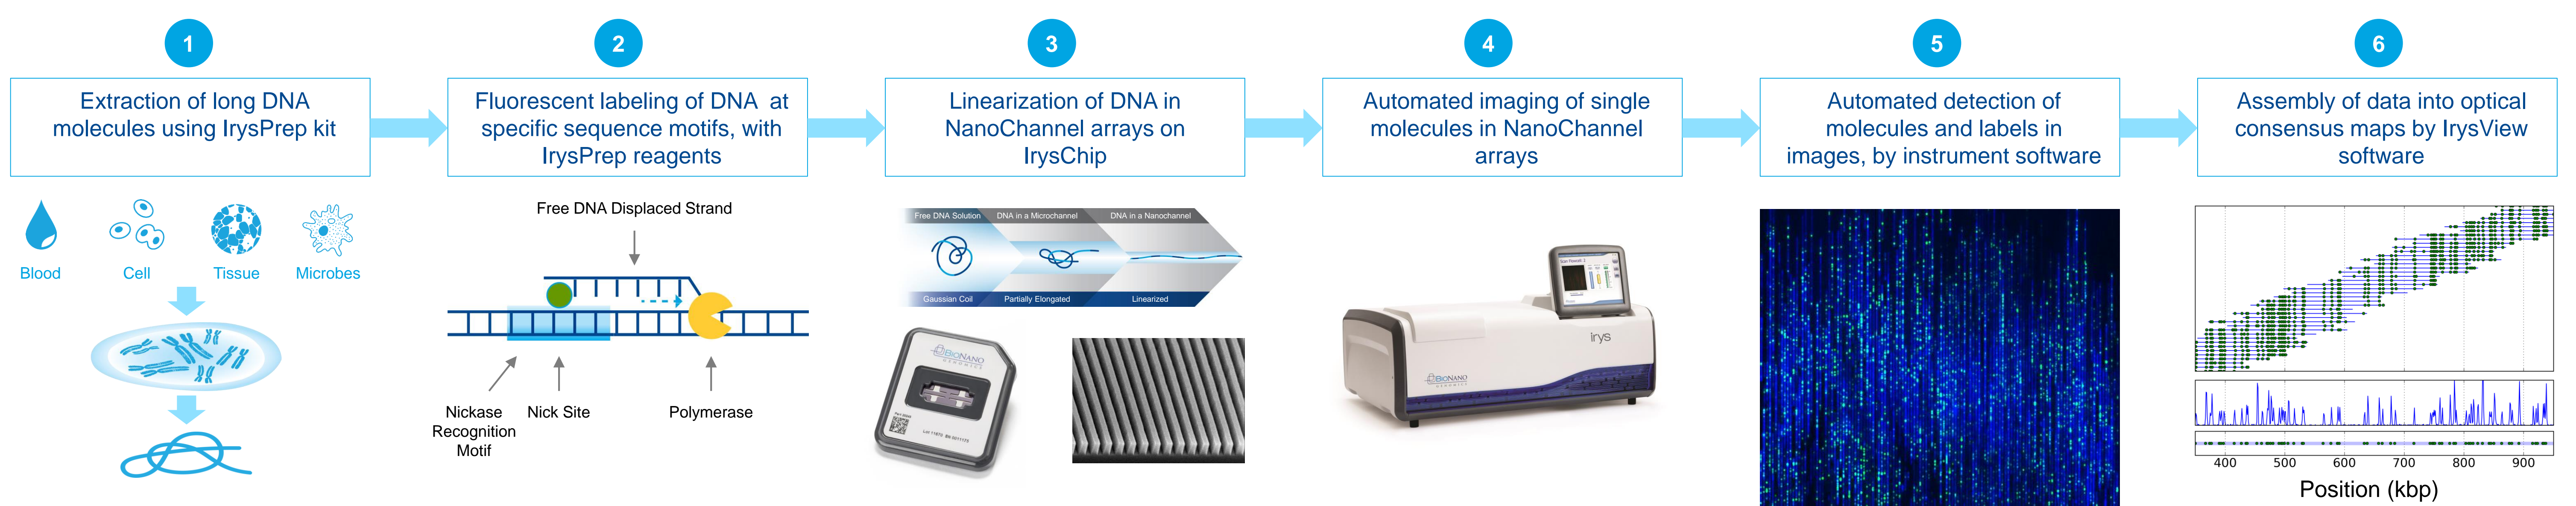 1
Extraction of long DNA
molecules using IrysPrep kit
Blood
Cell
Tissue
Microbes
2
Fluorescent labeling of DNA at
specific sequence motifs, with
IrysPrep reagents
Free DNA Displaced Strand
Nickase
Recognition
Motif
Nick Site
Polymerase
3
Linearization of DNA in
NanoChannel arrays on
IrysChip
Free DNA Solution
DNA in a Microchannel
DNA in a Nanochannel
Gaussian Coil
Partially Elongated
Linearized
BIONANO
GENOMICS
4
Automated imaging of single
molecules in NanoChannel
arrays
irys
BIONANO
GENOMICS
5
Automated detection of
molecules and labels in
images, by instrument software
6
Assembly of data into optical
consensus maps by IrysView
software
400 500 600 700 800 900
Position (kbp)